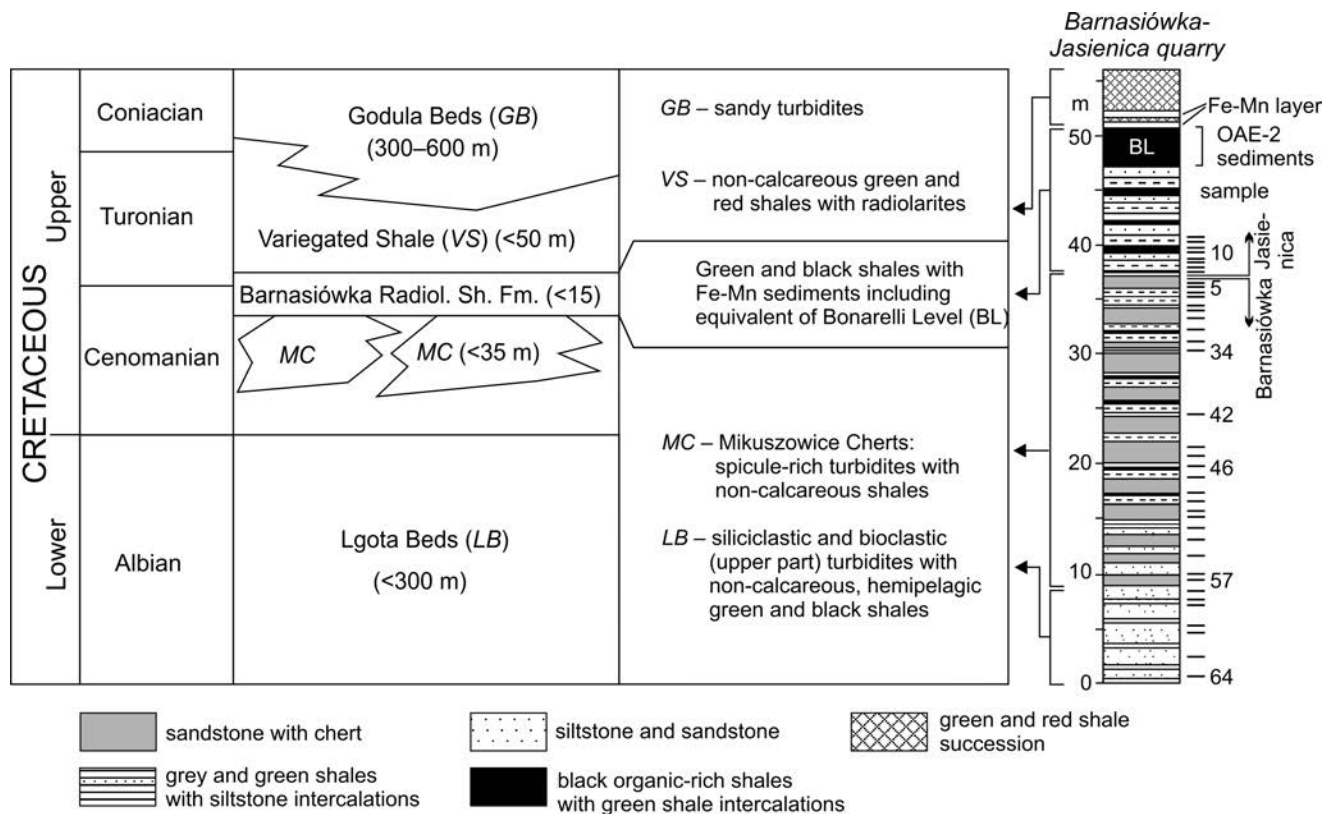 Barnasiówka-
Jasienica quarry
CRETACEOUS
Upper
Lower
Coniacian
Turonian
Cenomanian
Albian
Godula Beds (GB)
(300–600 m)
Variegated Shale (VS) (<50 m)
Barnasiówka Radiol. Sh. Fm. (<15)
MC
MC (<35 m)
Lgota Beds (LB)
(<300 m)
GB – sandy turbidites
VS – non-calcareous green and
red shales with radiolarites
Green and black shales with
Fe-Mn sediments including
equivalent of Bonarelli Level (BL)
MC – Mikuszowice Cherts:
spicule-rich turbidites with
non-calcareous shales
LB – siliciclastic and bioclastic
(upper part) turbidites with
non-calcareous, hemipelagic
green and black shales
m
50
40
30
20
10
0
BL
Fe-Mn layer
OAE-2
sediments
sample
10
5
34
42
46
57
64
Jasie-
nica
Barnasiówka
sandstone with chert
siltstone and sandstone
green and red shale
succession
grey and green shales
with siltstone intercalations
black organic-rich shales
with green shale intercalations